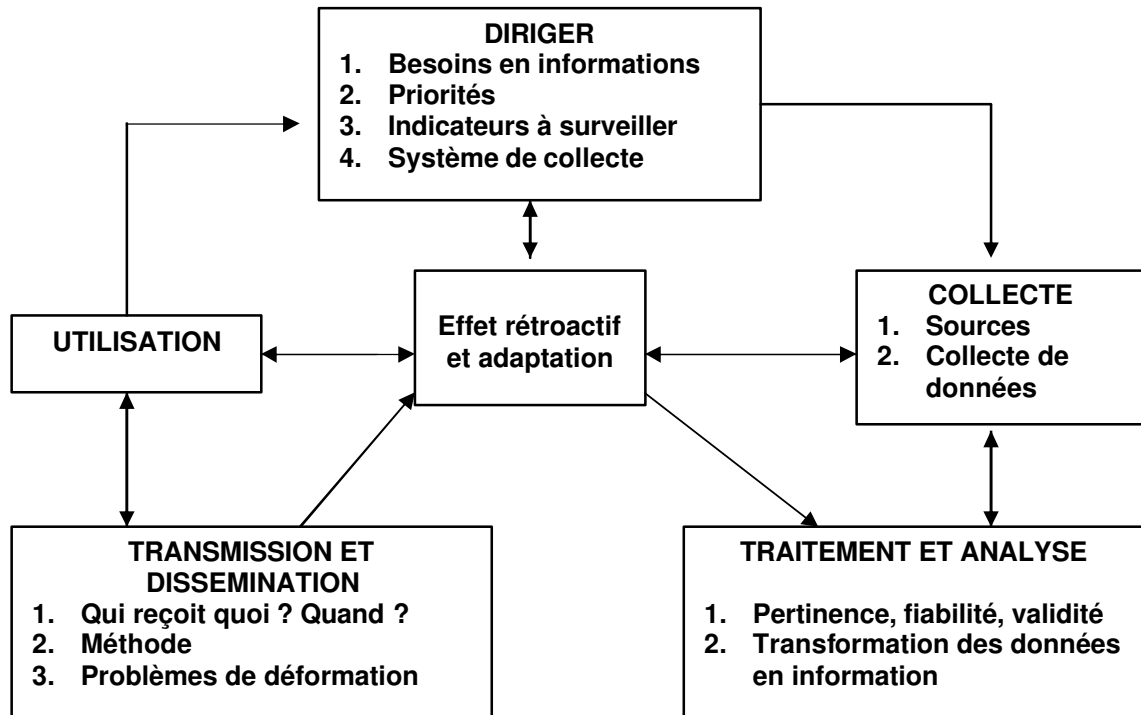 DIRIGER
1. Besoins en informations
2. Priorités
3. Indicateurs à surveiller
4. Système de collecte
UTILISATION
Effet rétroactif
et adaptation
COLLECTE
1. Sources
2. Collecte de
données
TRANSMISSION ET
DISSEMINATION
1. Qui reçoit quoi ? Quand ?
2. Méthode
3. Problèmes de déformation
TRAITEMENT ET ANALYSE
1. Pertinence, fiabilité, validité
2. Transformation des données
en information